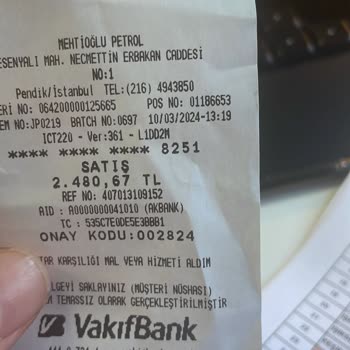 MEHTİOĞLU PETROL
ESENYALI MAH. NECMETTİN ERBAKAN CADDESİ
NO:1
Pendik/İstanbul TEL:(216) 4943850
ERİ NO: 064200000125665 POS NO: 01186653
EM NO:JP0219 BATCH NO:0697 10/03/2024-13:19
ICT220 - Ver:361 - L1DD2M
**** **** **** 8251
SATIŞ
2.480,67 TL
REF NO: 407013109152
AID : A0000000041010 (AKBANK)
TC : 535C7E0DE5E3BBB1
ONAY KODU:002824
TAR KARŞILIĞI MAL VEYA HİZMETİ ALDIM
LGEYİ SAKLAYINIZ (MÜŞTERİ NÜSHASI)
M TEMASSIZ OLARAK GERÇEKLEŞTİRİLMİŞTİR
VakıfBank